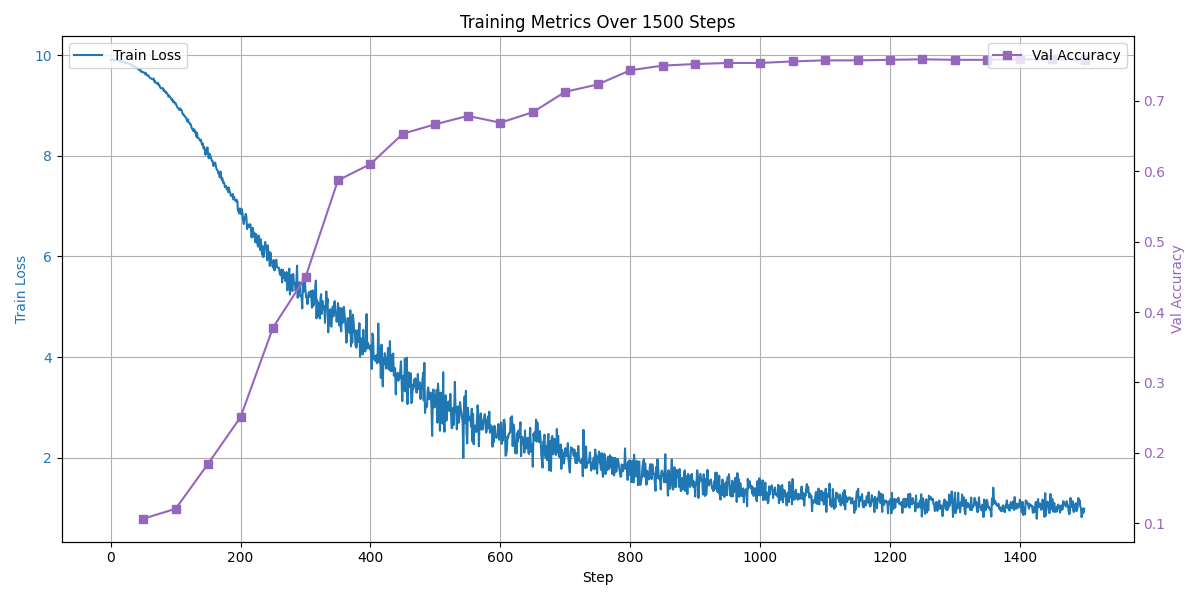 Training Metrics Over 1500 Steps
Train Loss
Val Accuracy
10
8
6
4
2
0.7
0.6
0.5
0.4
0.3
0.2
0.1
Train Loss
Val Accuracy
0 200 400 600 800 1000 1200 1400
Step